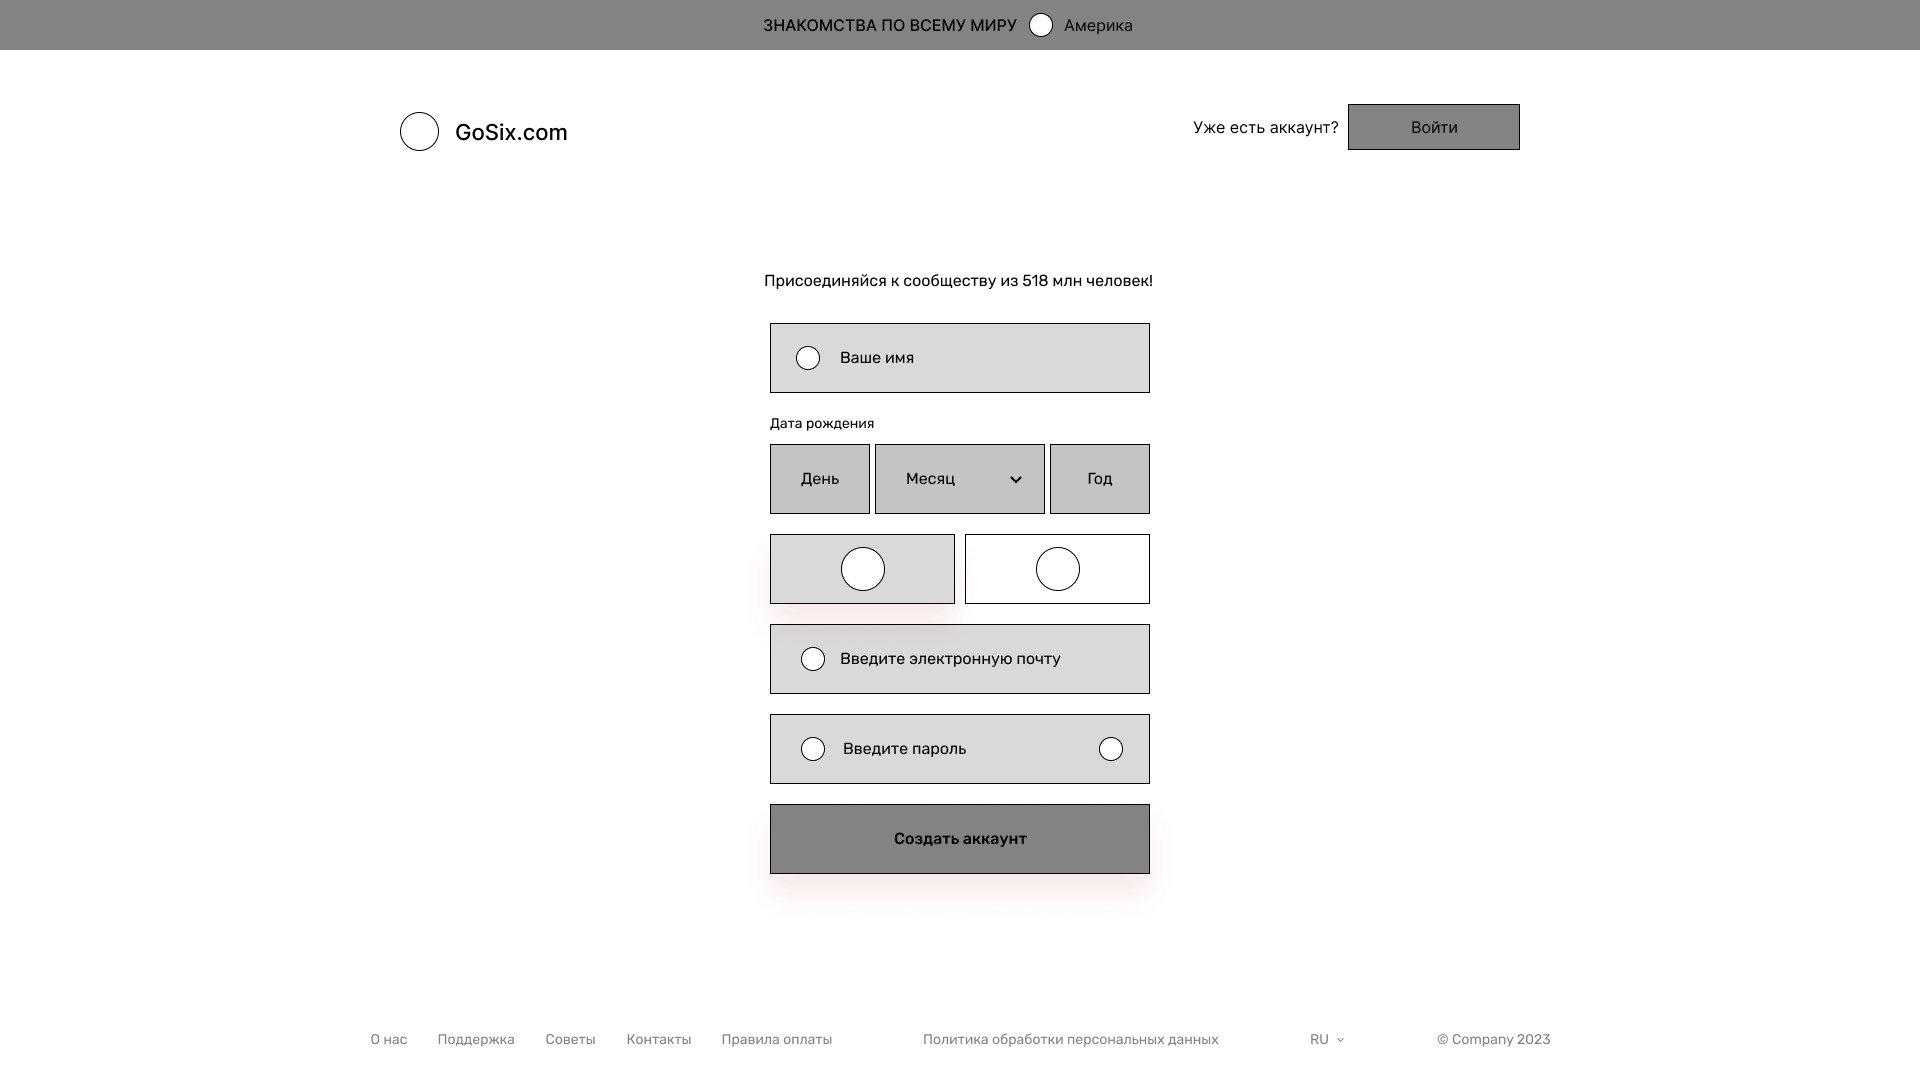 ЗНАКОМСТВА ПО ВСЕМУ МИРУ Америка
GoSix.com
Уже есть аккаунт? Войти
Присоединяйся к сообществу из 518 млн человек!
Ваше имя
Дата рождения
День Месяц Год
Введите электронную почту
Введите пароль
Создать аккаунт
О нас Поддержка Советы Контакты Правила оплаты Политика обработки персональных данных RU © Company 2023